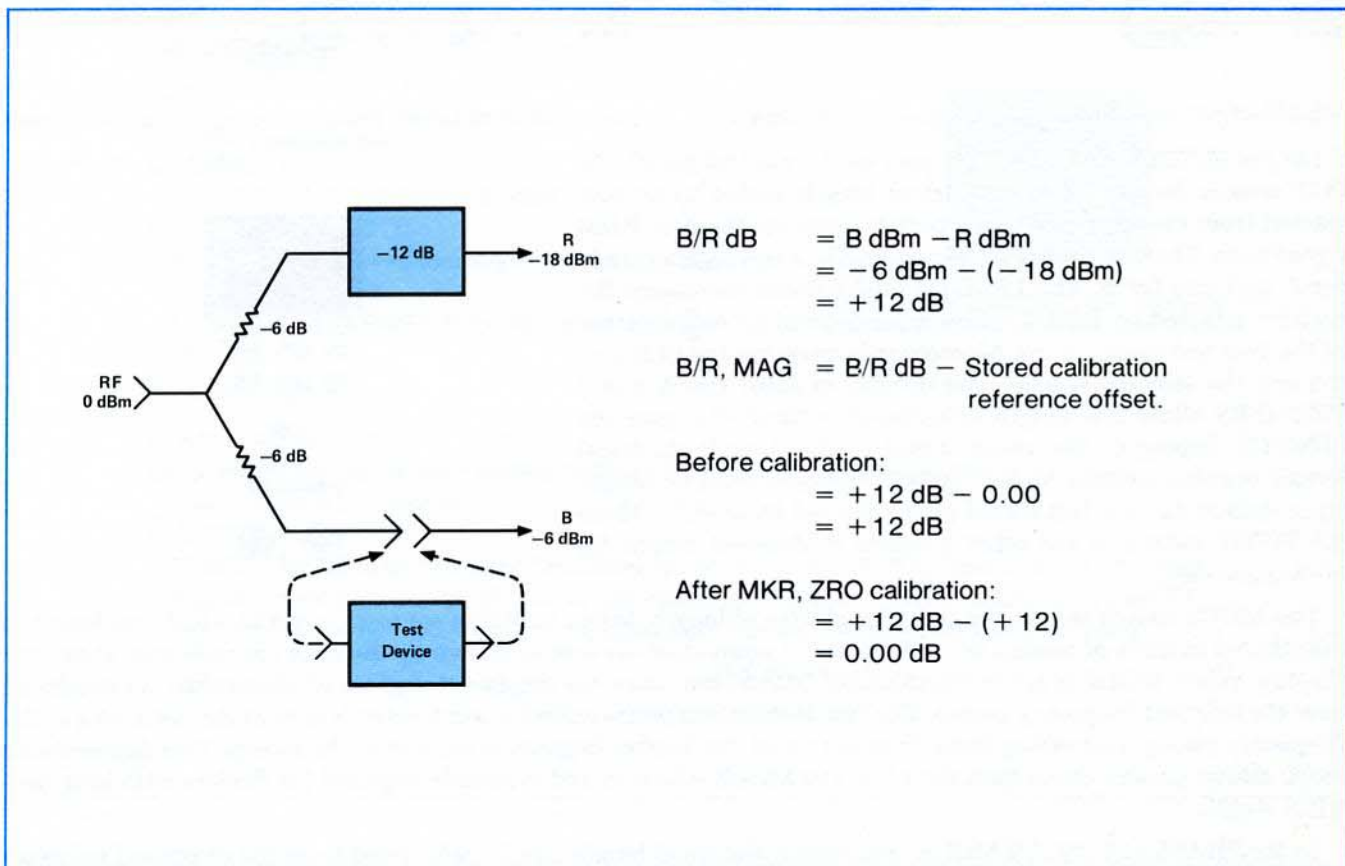 −12 dB
R
−18 dBm
−6 dB
RF
0 dBm
−6 dB
B
−6 dBm
Test
Device
B/R dB = B dBm − R dBm
= −6 dBm − (−18 dBm)
= +12 dB
B/R, MAG = B/R dB − Stored calibration
reference offset.
Before calibration:
= +12 dB − 0.00
= +12 dB
After MKR, ZRO calibration:
= +12 dB − (+12)
= 0.00 dB